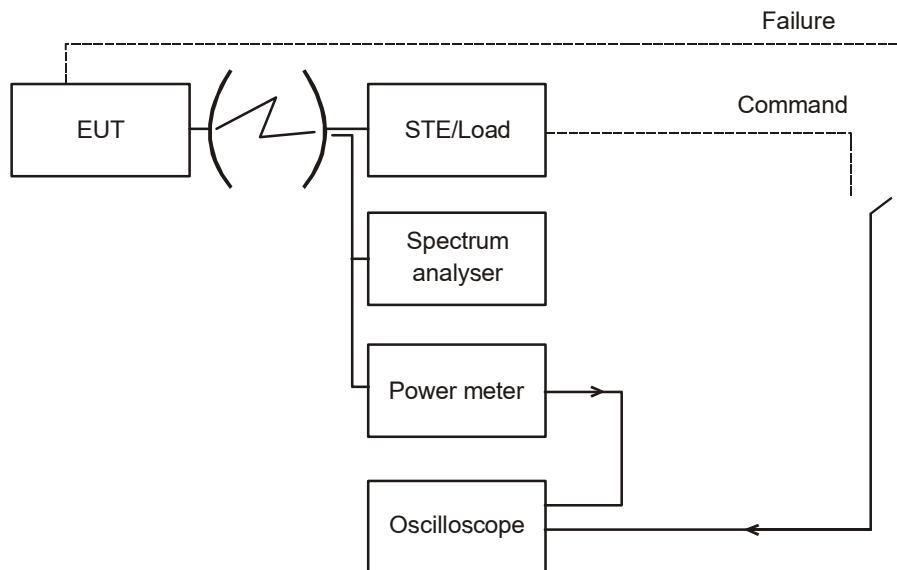 Failure
Command
EUT
STE/Load
Spectrum
analyser
Power meter
Oscilloscope